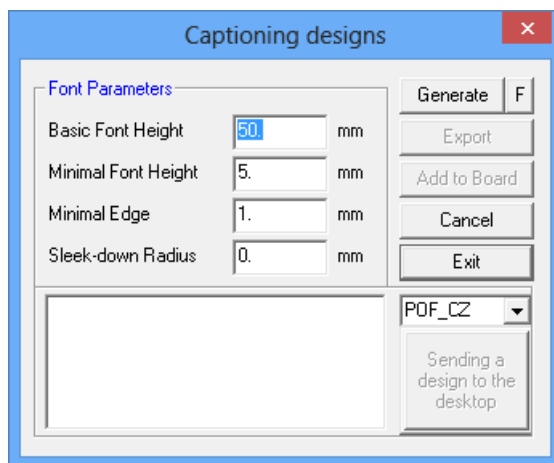 Captioning designs
Font Parameters
Basic Font Height 50. mm
Minimal Font Height 5. mm
Minimal Edge 1. mm
Sleek-down Radius 0. mm
Generate F
Export
Add to Board
Cancel
Exit
POF_CZ
Sending a
design to the
desktop